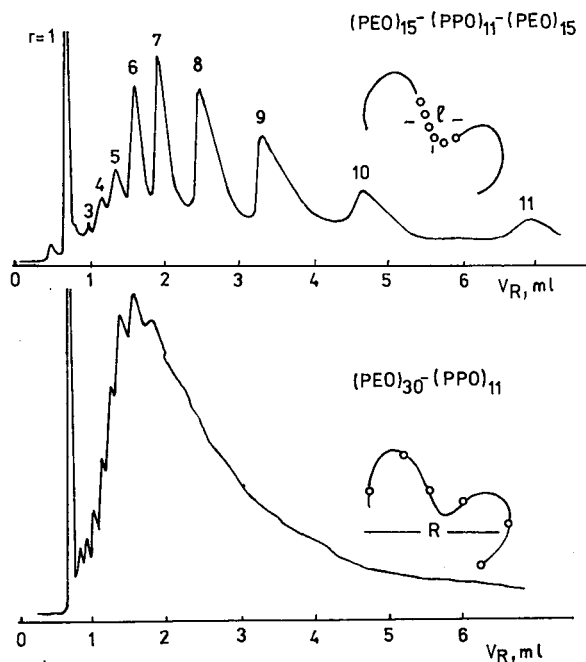 (PEO)15-(PPO)11-(PEO)15
r=1
3
4
5
6
7
8
9
10
11
ℓ
0 1 2 3 4 5 6
VR, ml
(PEO)30-(PPO)11
R
0 1 2 3 4 5 6
VR, ml